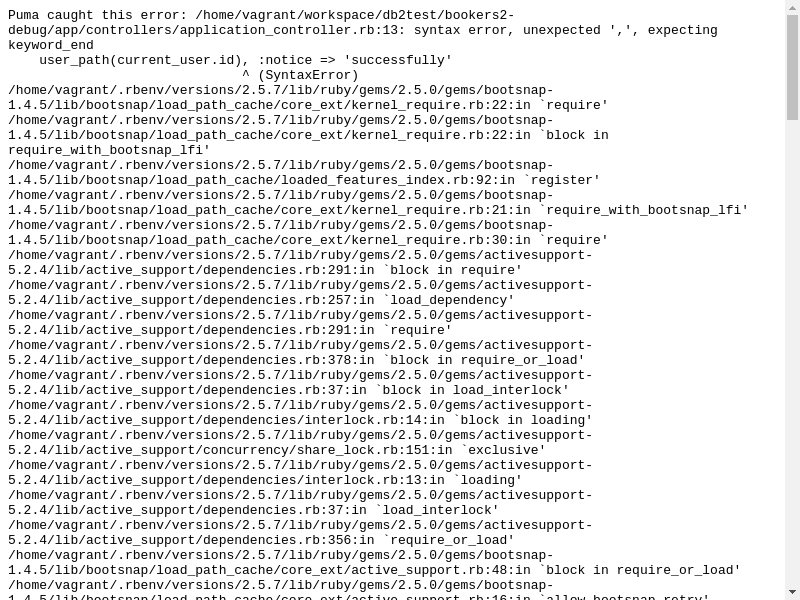 Puma caught this error: /home/vagrant/workspace/db2test/bookers2-
debug/app/controllers/application_controller.rb:13: syntax error, unexpected ',', expecting
keyword_end
    user_path(current_user.id), :notice => 'successfully'
                              ^ (SyntaxError)
/home/vagrant/.rbenv/versions/2.5.7/lib/ruby/gems/2.5.0/gems/bootsnap-
1.4.5/lib/bootsnap/load_path_cache/core_ext/kernel_require.rb:22:in `require'
/home/vagrant/.rbenv/versions/2.5.7/lib/ruby/gems/2.5.0/gems/bootsnap-
1.4.5/lib/bootsnap/load_path_cache/core_ext/kernel_require.rb:22:in `block in
require_with_bootsnap_lfi'
/home/vagrant/.rbenv/versions/2.5.7/lib/ruby/gems/2.5.0/gems/bootsnap-
1.4.5/lib/bootsnap/load_path_cache/loaded_features_index.rb:92:in `register'
/home/vagrant/.rbenv/versions/2.5.7/lib/ruby/gems/2.5.0/gems/bootsnap-
1.4.5/lib/bootsnap/load_path_cache/core_ext/kernel_require.rb:21:in `require_with_bootsnap_lfi'
/home/vagrant/.rbenv/versions/2.5.7/lib/ruby/gems/2.5.0/gems/bootsnap-
1.4.5/lib/bootsnap/load_path_cache/core_ext/kernel_require.rb:30:in `require'
/home/vagrant/.rbenv/versions/2.5.7/lib/ruby/gems/2.5.0/gems/activesupport-
5.2.4/lib/active_support/dependencies.rb:291:in `block in require'
/home/vagrant/.rbenv/versions/2.5.7/lib/ruby/gems/2.5.0/gems/activesupport-
5.2.4/lib/active_support/dependencies.rb:257:in `load_dependency'
/home/vagrant/.rbenv/versions/2.5.7/lib/ruby/gems/2.5.0/gems/activesupport-
5.2.4/lib/active_support/dependencies.rb:291:in `require'
/home/vagrant/.rbenv/versions/2.5.7/lib/ruby/gems/2.5.0/gems/activesupport-
5.2.4/lib/active_support/dependencies.rb:378:in `block in require_or_load'
/home/vagrant/.rbenv/versions/2.5.7/lib/ruby/gems/2.5.0/gems/activesupport-
5.2.4/lib/active_support/dependencies.rb:37:in `block in load_interlock'
/home/vagrant/.rbenv/versions/2.5.7/lib/ruby/gems/2.5.0/gems/activesupport-
5.2.4/lib/active_support/dependencies/interlock.rb:14:in `block in loading'
/home/vagrant/.rbenv/versions/2.5.7/lib/ruby/gems/2.5.0/gems/activesupport-
5.2.4/lib/active_support/concurrency/share_lock.rb:151:in `exclusive'
/home/vagrant/.rbenv/versions/2.5.7/lib/ruby/gems/2.5.0/gems/activesupport-
5.2.4/lib/active_support/dependencies/interlock.rb:13:in `loading'
/home/vagrant/.rbenv/versions/2.5.7/lib/ruby/gems/2.5.0/gems/activesupport-
5.2.4/lib/active_support/dependencies.rb:37:in `load_interlock'
/home/vagrant/.rbenv/versions/2.5.7/lib/ruby/gems/2.5.0/gems/activesupport-
5.2.4/lib/active_support/dependencies.rb:356:in `require_or_load'
/home/vagrant/.rbenv/versions/2.5.7/lib/ruby/gems/2.5.0/gems/bootsnap-
1.4.5/lib/bootsnap/load_path_cache/core_ext/active_support.rb:48:in `block in require_or_load'
/home/vagrant/.rbenv/versions/2.5.7/lib/ruby/gems/2.5.0/gems/bootsnap-
1.4.5/lib/bootsnap/load_path_cache/core_ext/active_support.rb:16:in `allow_bootsnap_retry'